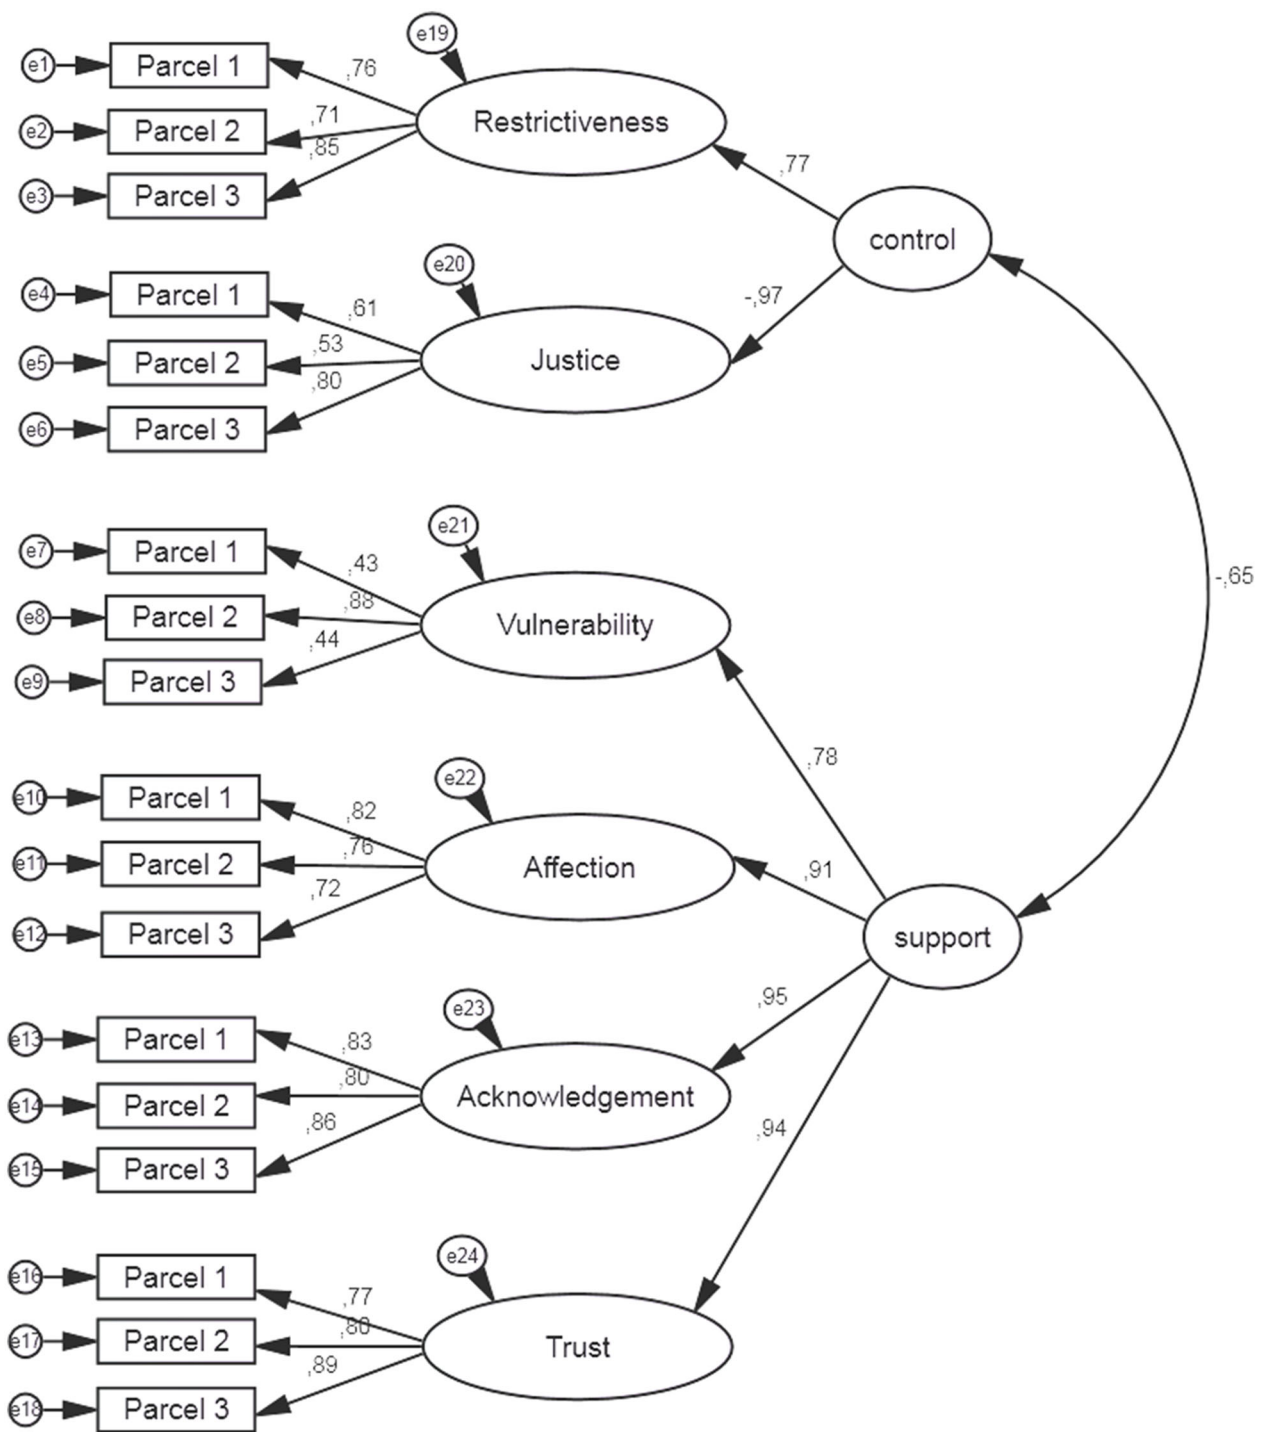 e19
e1
Parcel 1
,76
e2
Parcel 2
,71
Restrictiveness
e3
Parcel 3
,85
,77
control
e20
e4
Parcel 1
,61
-,97
e5
Parcel 2
,53
Justice
e6
Parcel 3
,80
e21
e7
Parcel 1
,43
-,65
e8
Parcel 2
,88
Vulnerability
e9
Parcel 3
,44
,78
e22
e10
Parcel 1
,82
e11
Parcel 2
,76
Affection
,91
e12
Parcel 3
,72
support
e23
,95
e13
Parcel 1
,83
e14
Parcel 2
,80
Acknowledgement
e15
Parcel 3
,86
,94
e24
e16
Parcel 1
,77
e17
Parcel 2
,80
Trust
e18
Parcel 3
,89